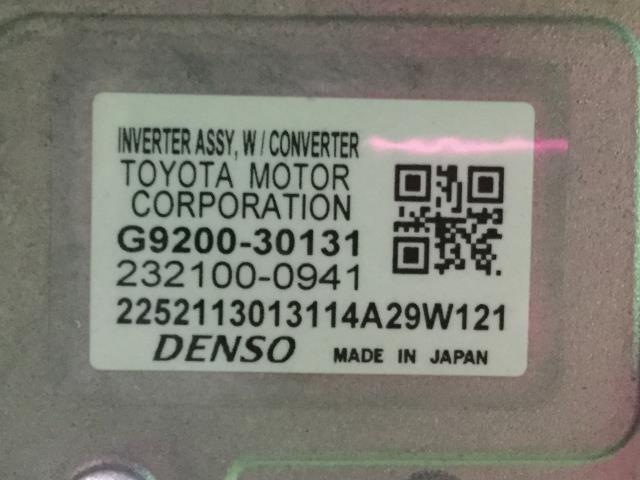 INVERTER ASSY, W / CONVERTER
TOYOTA MOTOR
CORPORATION
G9200-30131
232100-0941
2252113013114A29W121
DENSO MADE IN JAPAN